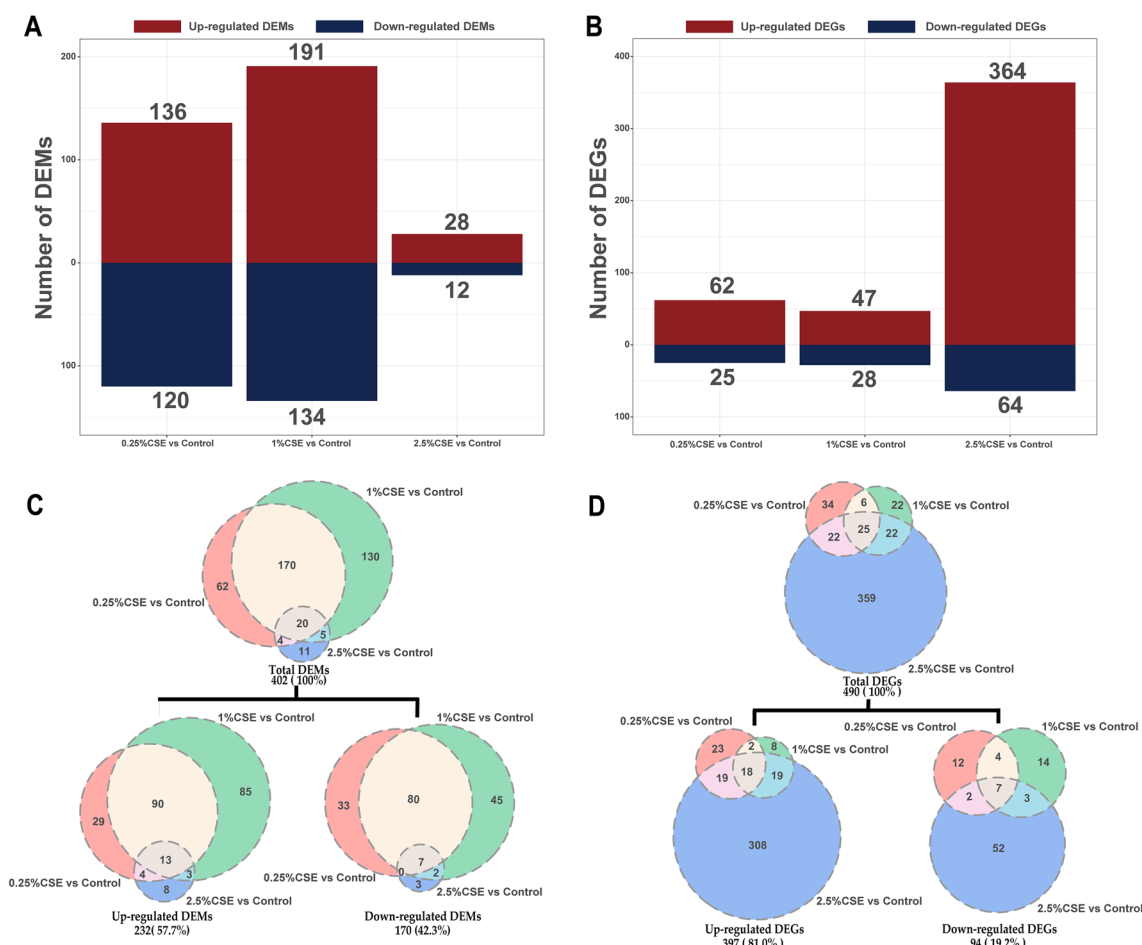 A
Up-regulated DEMs
Down-regulated DEMs
Number of DEMs
200
100
0
100
136
191
28
120
134
12
0.25%CSE vs Control
1%CSE vs Control
2.5%CSE vs Control
B
Up-regulated DEGs
Down-regulated DEGs
Number of DEGs
400
300
200
100
0
100
62
47
364
25
28
64
0.25%CSE vs Control
1%CSE vs Control
2.5%CSE vs Control
C
1%CSE vs Control
170
130
62
0.25%CSE vs Control
20
4
5
11
2.5%CSE vs Control
Total DEMs
402 ( 100%)
1%CSE vs Control
90
85
29
13
4
3
8
0.25%CSE vs Control
2.5%CSE vs Control
Up-regulated DEMs
232( 57.7%)
1%CSE vs Control
80
45
33
7
0
2
3
0.25%CSE vs Control
2.5%CSE vs Control
Down-regulated DEMs
170 (42.3%)
D
0.25%CSE vs Control
34
6
22
1%CSE vs Control
22
25
22
359
2.5%CSE vs Control
Total DEGs
490 ( 100% )
0.25%CSE vs Control
23
2
8
1%CSE vs Control
19
18
19
308
2.5%CSE vs Control
Up-regulated DEGs
397 ( 81.0%)
0.25%CSE vs Control
1%CSE vs Control
12
4
14
2
7
3
52
2.5%CSE vs Control
Down-regulated DEGs
94 ( 19.2%)